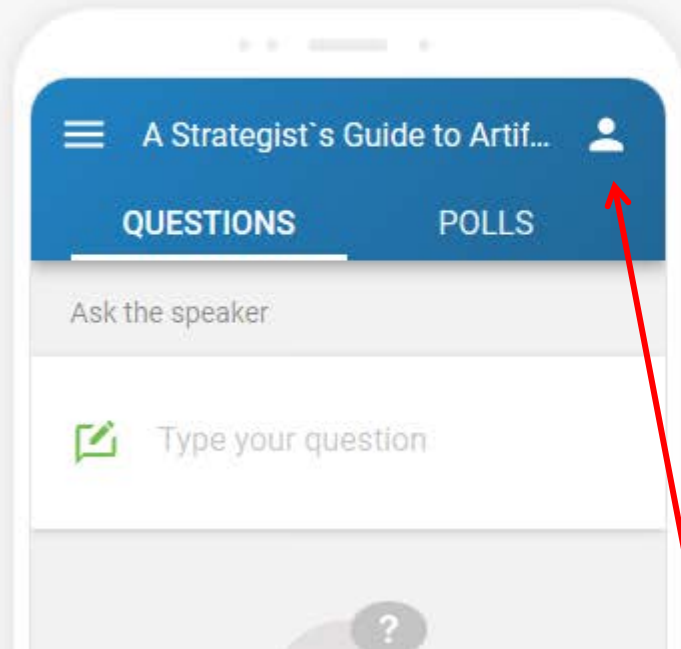 A Strategist`s Guide to Artif...
QUESTIONS POLLS
Ask the speaker
Type your question
?